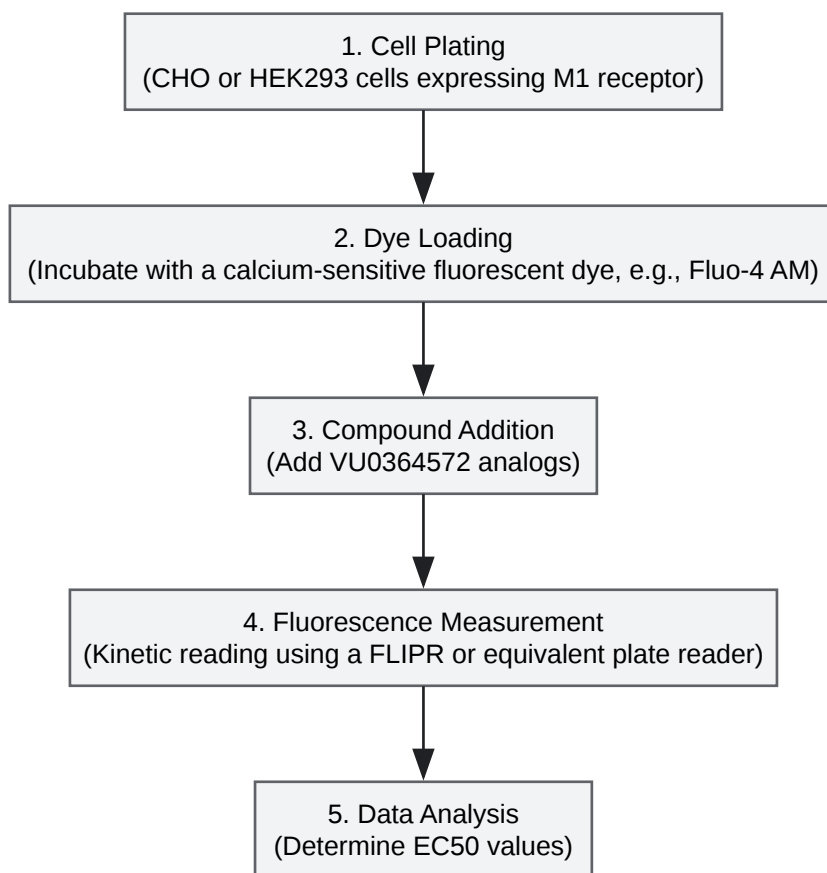 1. Cell Plating
(CHO or HEK293 cells expressing M1 receptor)
2. Dye Loading
(Incubate with a calcium-sensitive fluorescent dye, e.g., Fluo-4 AM)
3. Compound Addition
(Add VU0364572 analogs)
4. Fluorescence Measurement
(Kinetic reading using a FLIPR or equivalent plate reader)
5. Data Analysis
(Determine EC50 values)